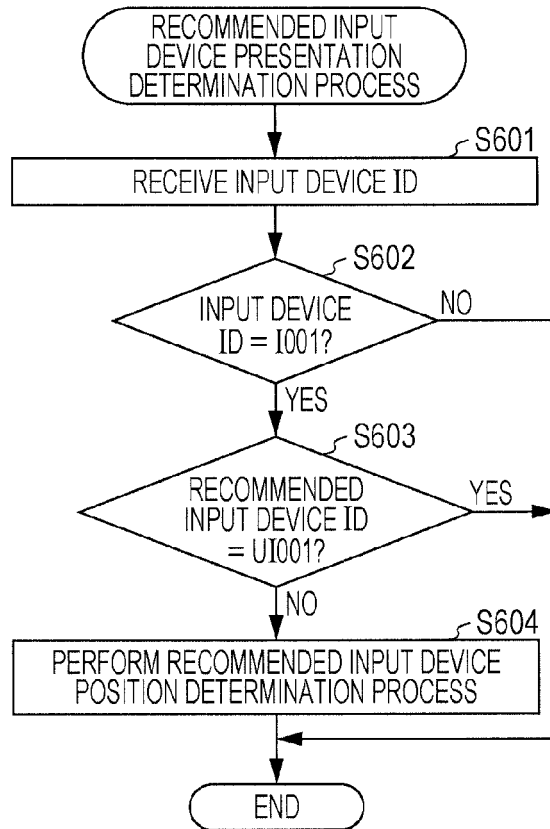 RECOMMENDED INPUT
DEVICE PRESENTATION
DETERMINATION PROCESS
S601
RECEIVE INPUT DEVICE ID
S602
INPUT DEVICE
ID = I001?
NO
YES
S603
RECOMMENDED
INPUT DEVICE ID
= UI001?
YES
NO
S604
PERFORM RECOMMENDED INPUT DEVICE
POSITION DETERMINATION PROCESS
END